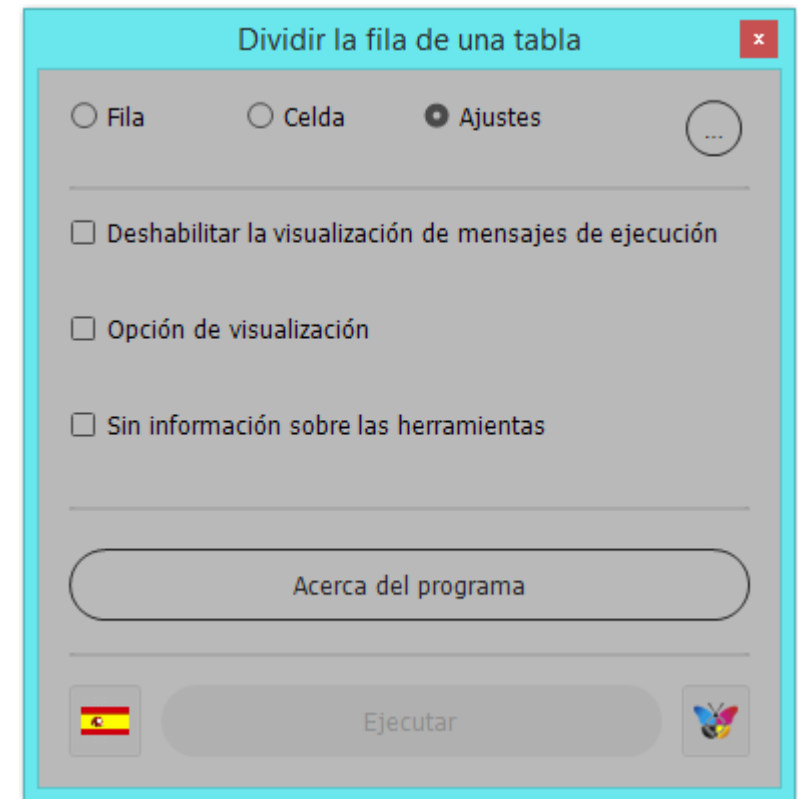 Dividir la fila de una tabla
x
Fila Celda Ajustes ...
Deshabilitar la visualización de mensajes de ejecución
Opción de visualización
Sin información sobre las herramientas
Acerca del programa
Ejecutar